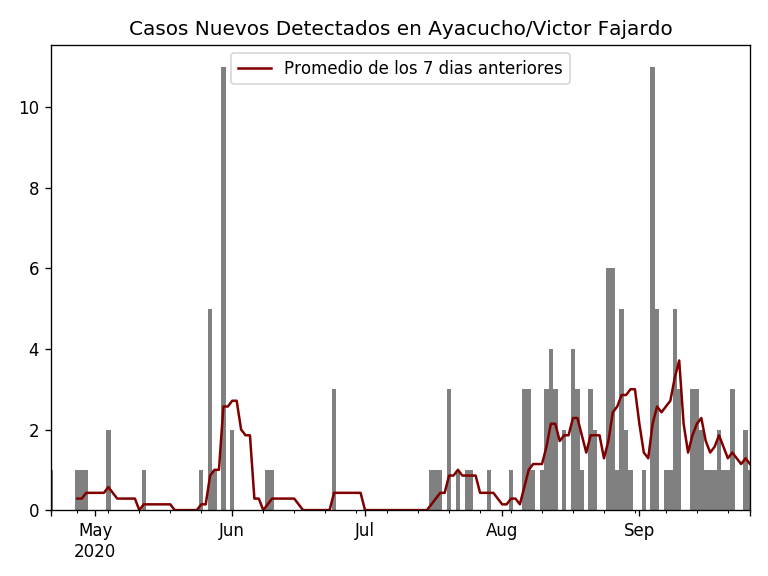 Casos Nuevos Detectados en Ayacucho/Victor Fajardo
Promedio de los 7 dias anteriores
10
8
6
4
2
0
May Jun Jul Aug Sep
2020